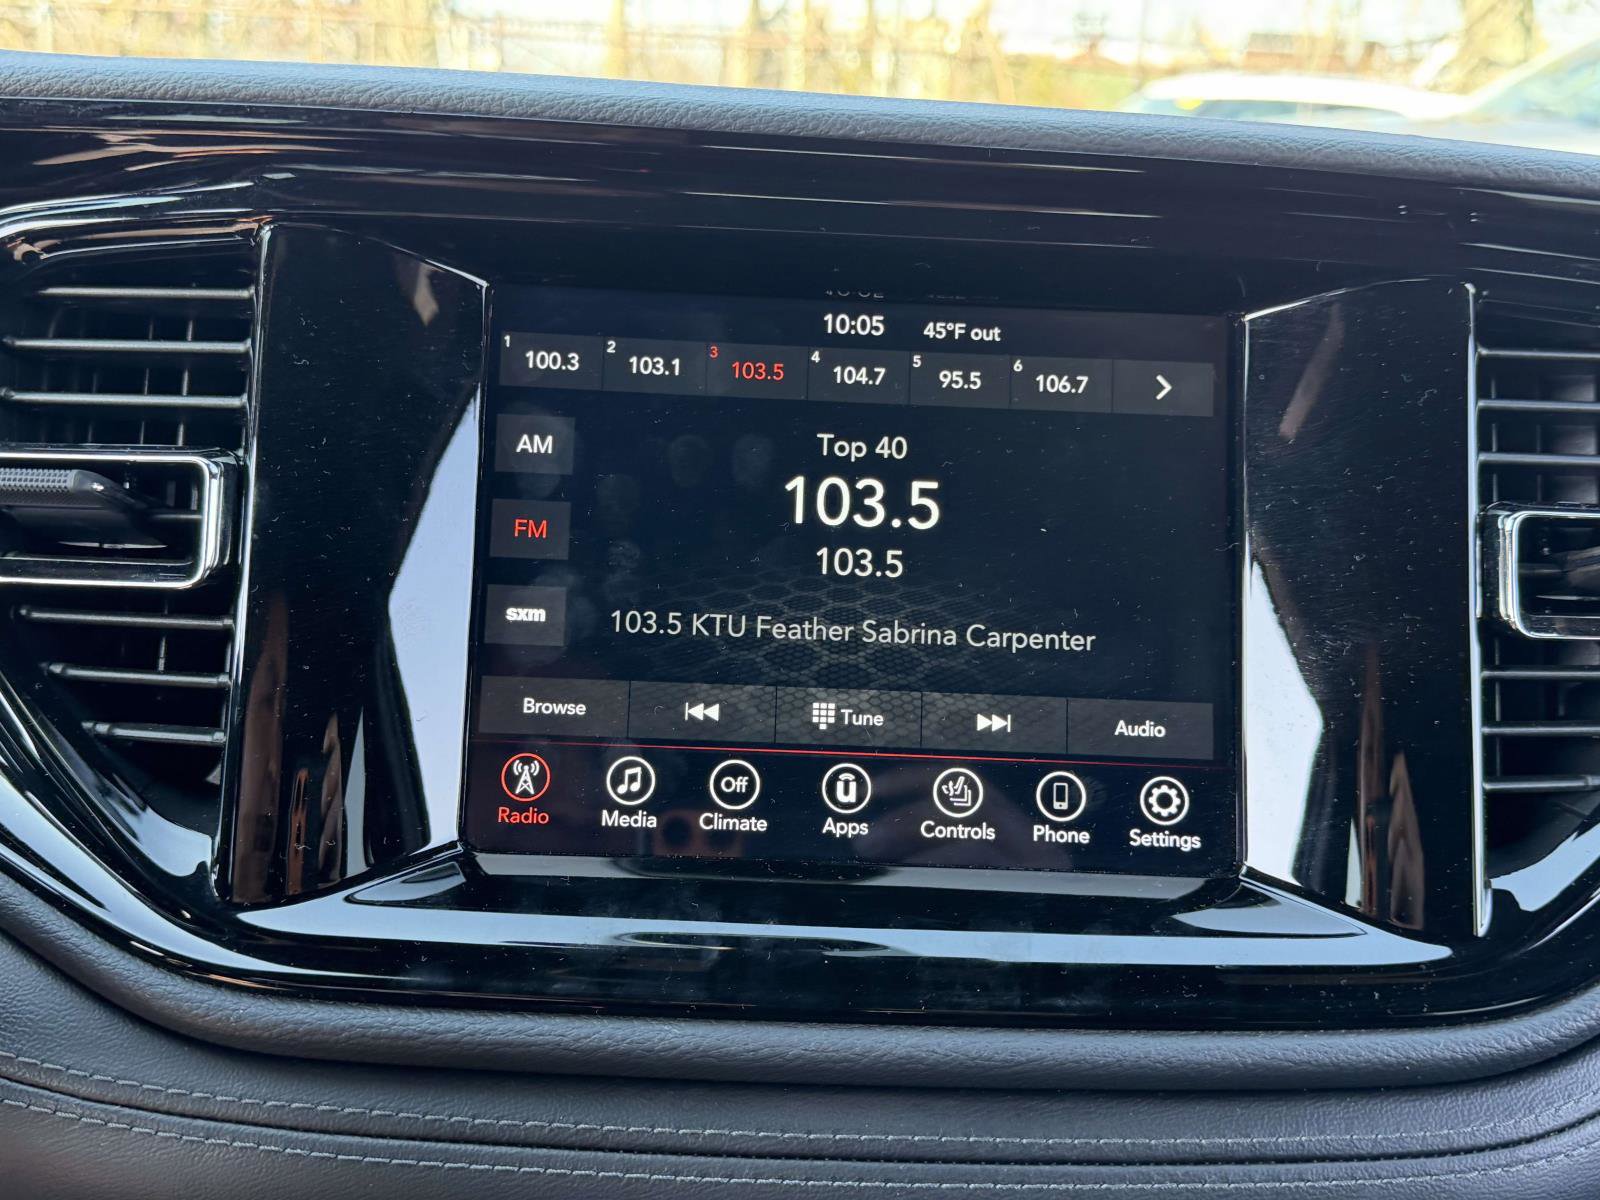 10:05 45°F out
1 100.3 2 103.1 3 103.5 4 104.7 5 95.5 6 106.7
AM
Top 40
103.5
FM
103.5
sxm
103.5 KTU Feather Sabrina Carpenter
Browse Tune Audio
Off
Radio Media Climate Apps Controls Phone Settings